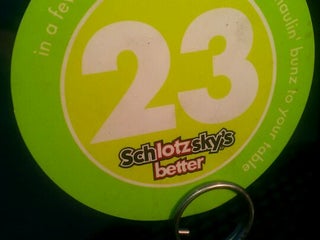 in a few
haulin' bunz to your table
23
Schlotzsky's
better